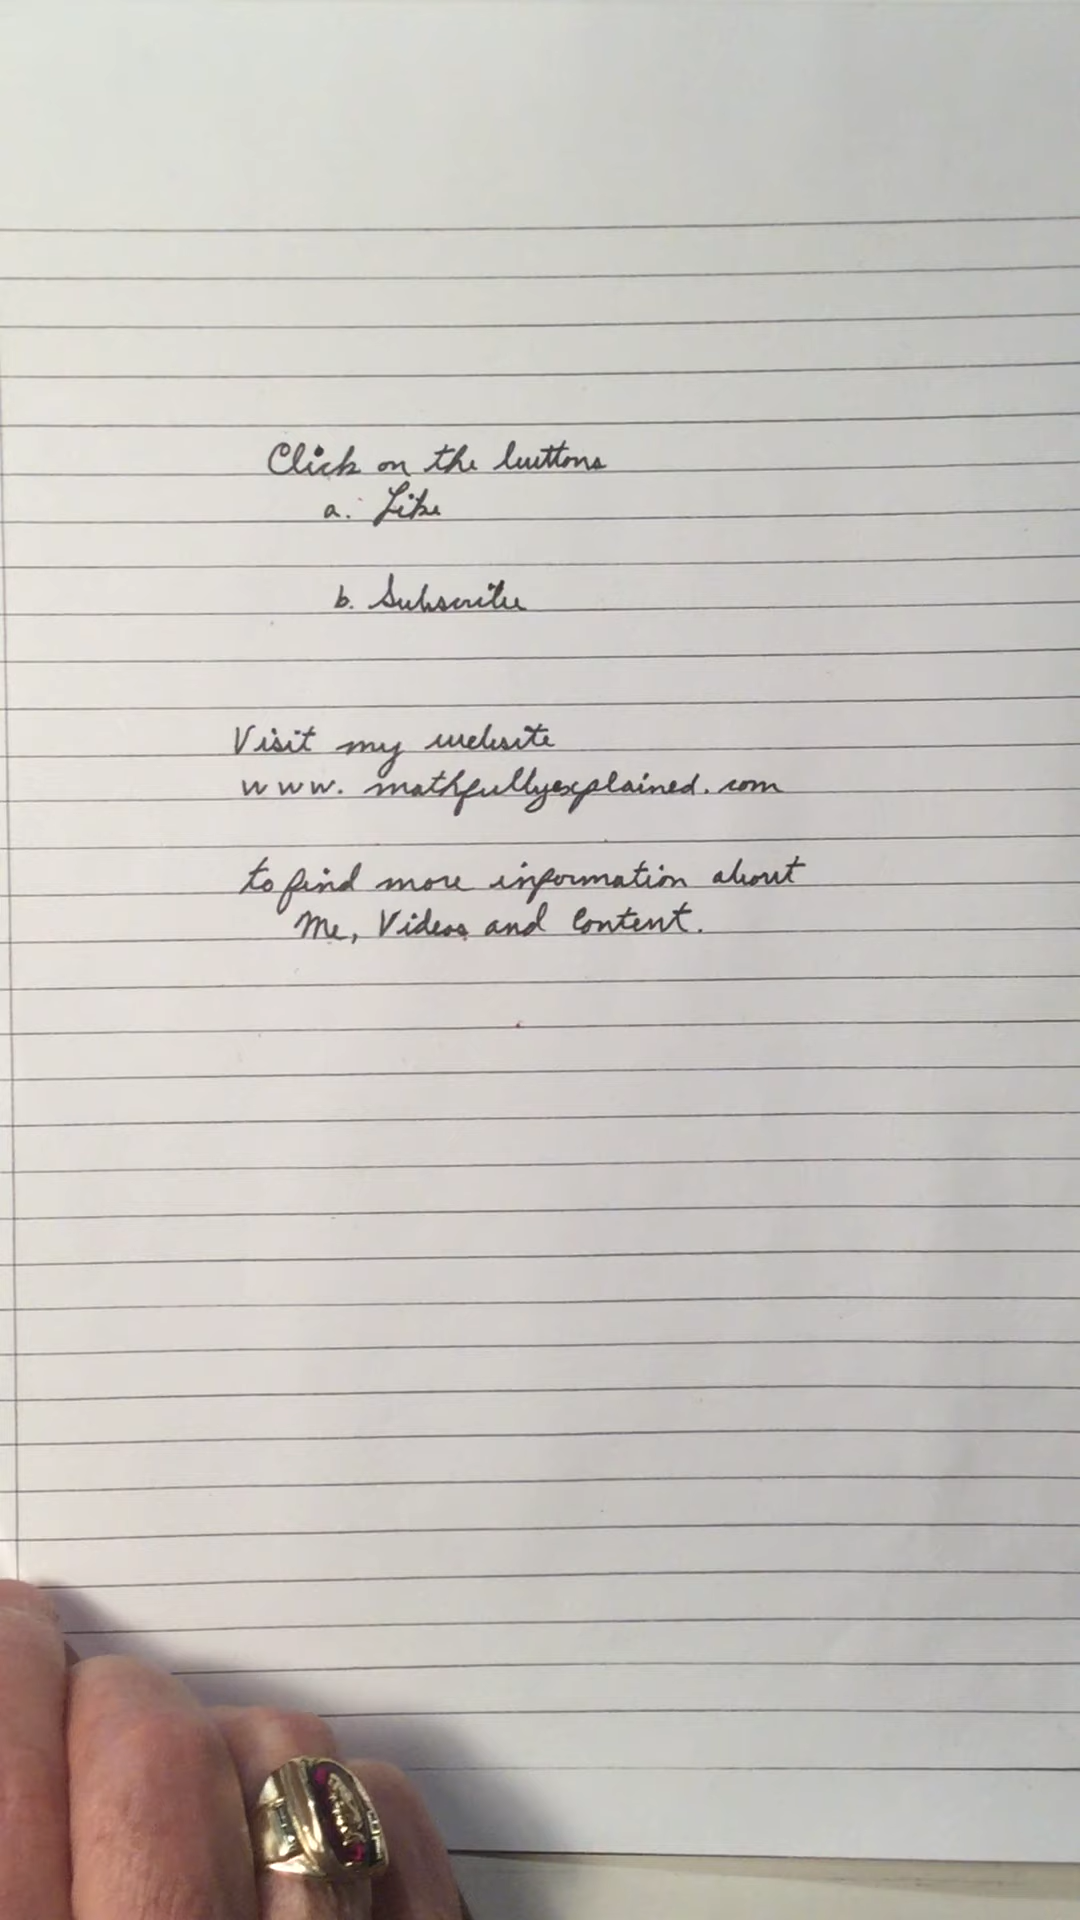 Click on the buttons
a. Like
b. Subscribe
Visit my website
www.mathfullyexplained.com
to find more information about
Me, Videos and Content.